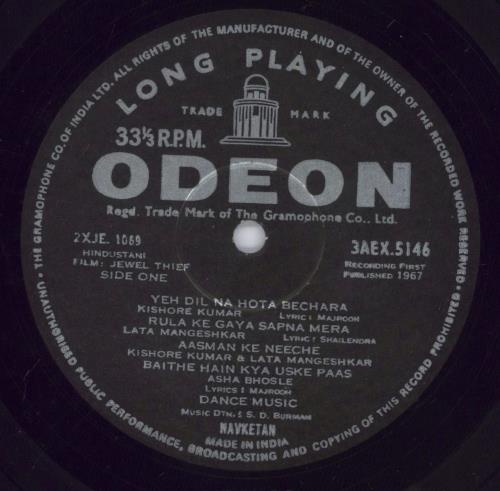 · THE GRAMOPHONE CO. OF INDIA LTD. ALL RIGHTS OF THE MANUFACTURER AND OF THE OWNER OF THE RECORDED WORK RESERVED ·
UNAUTHORISED PUBLIC PERFORMANCE, BROADCASTING AND COPYING OF THIS RECORD PROHIBITED ·
LONG PLAYING
TRADE MARK
33⅓ R.P.M.
ODEON
Regd. Trade Mark of The Gramophone Co., Ltd.
2XJE. 1069
3AEX.5146
HINDUSTANI
RECORDING FIRST
FILM: JEWEL THIEF
PUBLISHED 1967
SIDE ONE
YEH DIL NA HOTA BECHARA
KISHORE KUMAR LYRIC: MAJROOH
RULA KE GAYA SAPNA MERA
LATA MANGESHKAR LYRIC: SHAILENDRA
AASMAN KE NEECHE
KISHORE KUMAR & LATA MANGESHKAR
BAITHE HAIN KYA USKE PAAS
ASHA BHOSLE
LYRICS: MAJROOH
DANCE MUSIC
MUSIC DTN.: S. D. BURMAN
NAVKETAN
MADE IN INDIA